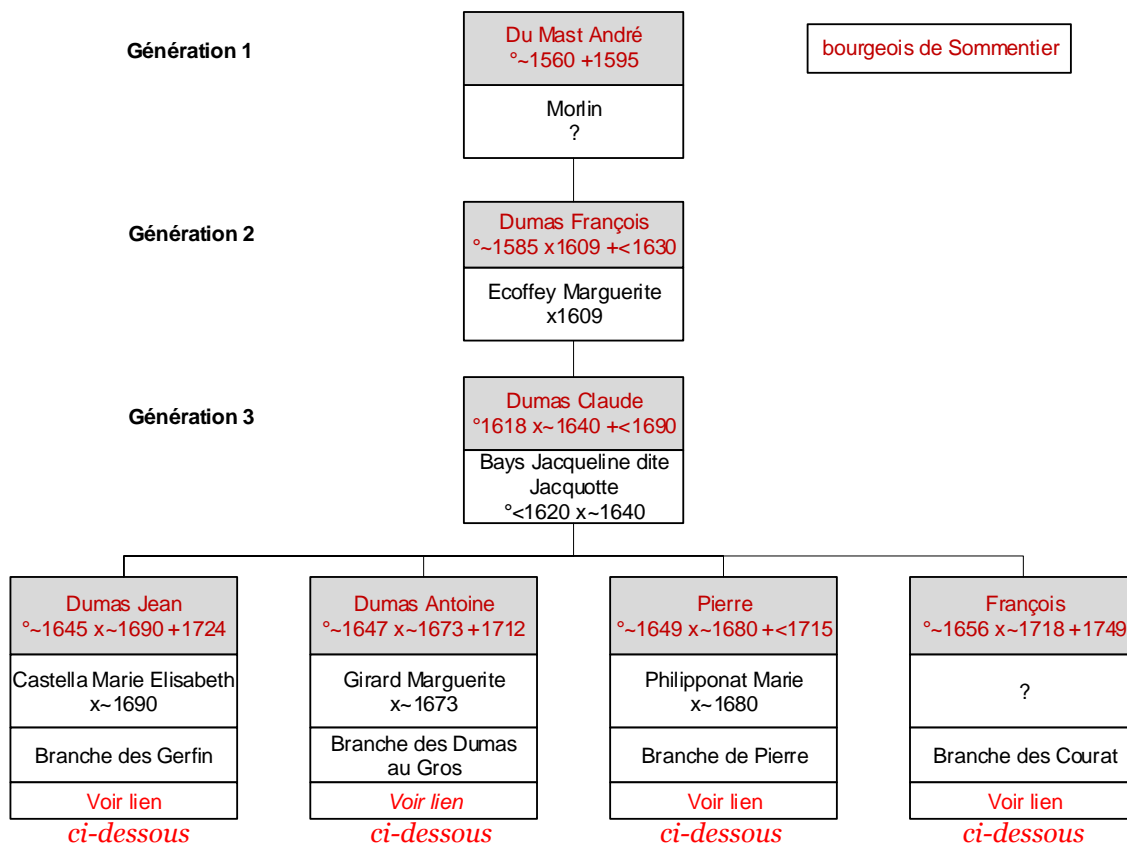 Génération 1
Du Mast André
°~1560 +1595
bourgeois de Sommentier
Morlin
?
Génération 2
Dumas François
°~1585 x1609 +<1630
Ecoffey Marguerite
x1609
Génération 3
Dumas Claude
°1618 x~1640 +<1690
Bays Jacqueline dite
Jacquotte
°<1620 x~1640
Dumas Jean
°~1645 x~1690 +1724
Castella Marie Elisabeth
x~1690
Branche des Gerfin
Voir lien
ci-dessous
Dumas Antoine
°~1647 x~1673 +1712
Girard Marguerite
x~1673
Branche des Dumas
au Gros
Voir lien
ci-dessous
Pierre
°~1649 x~1680 +<1715
Philipponat Marie
x~1680
Branche de Pierre
Voir lien
ci-dessous
François
°~1656 x~1718 +1749
?
Branche des Courat
Voir lien
ci-dessous